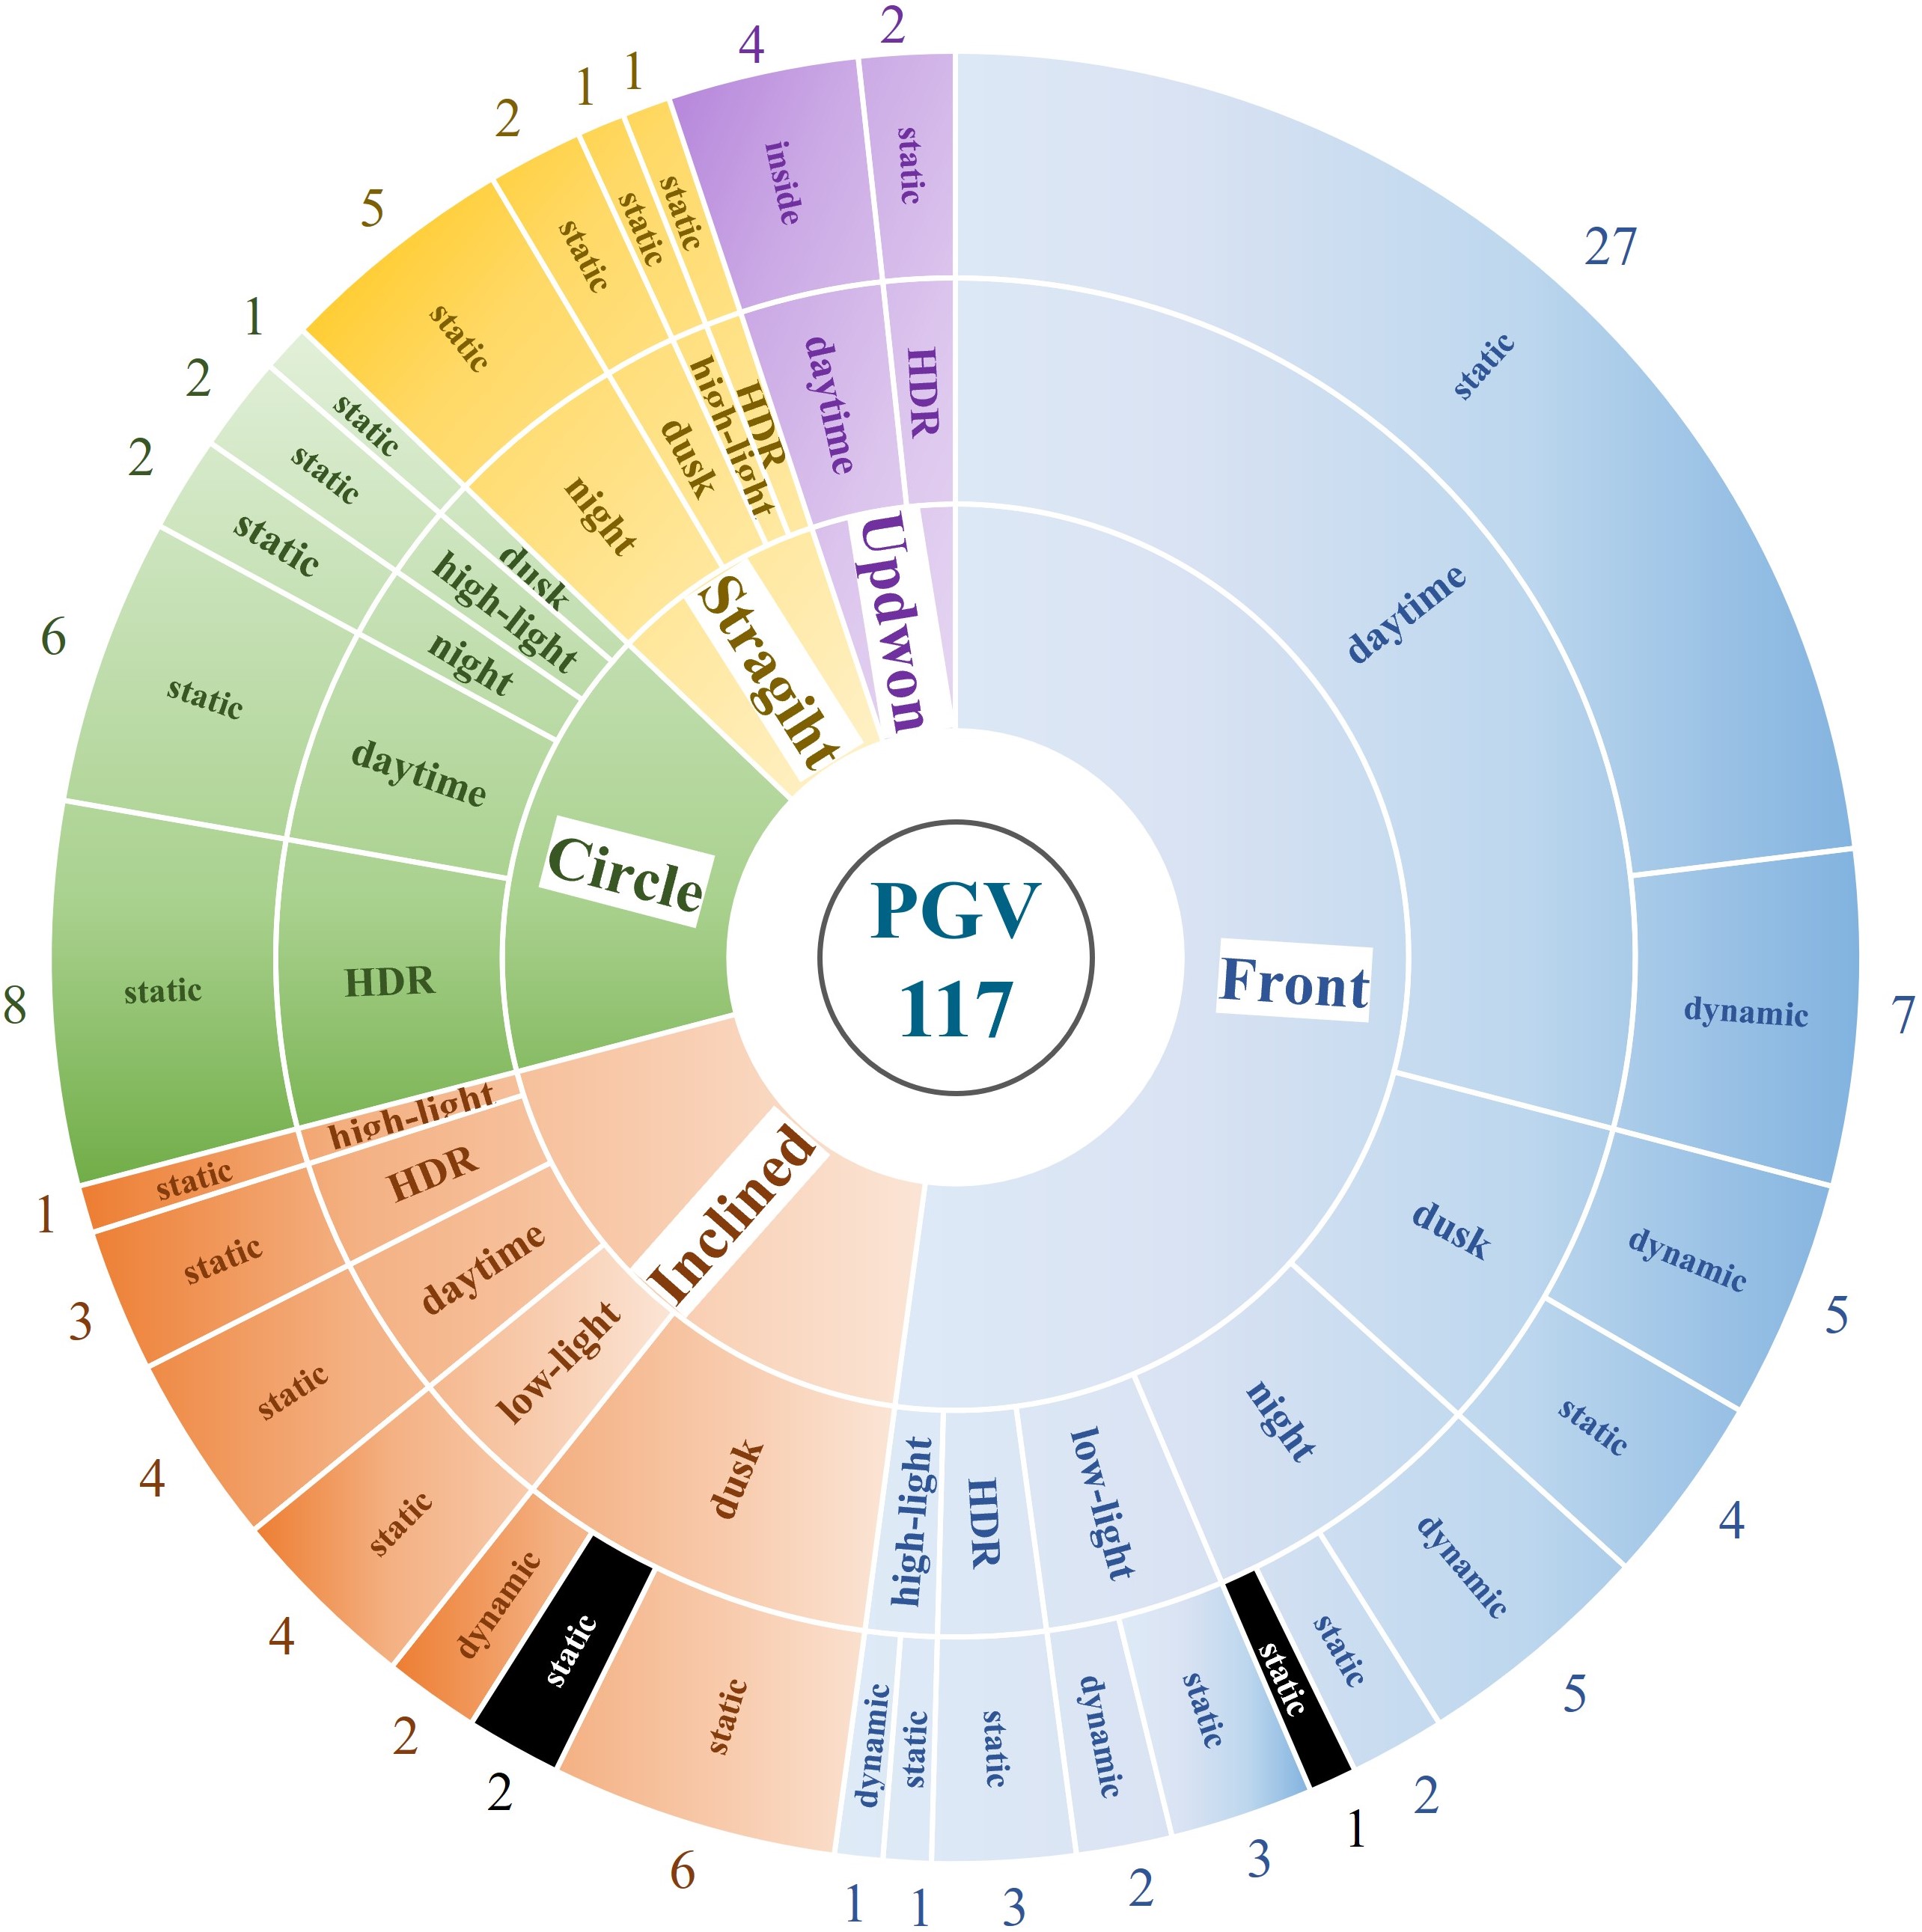 PGV
117
Front
daytime
static
27
dynamic
7
dusk
dynamic
5
static
4
night
dynamic
5
static
2
static
1
low-light
static
3
dynamic
2
HDR
static
3
high-light
static
1
dynamic
1
Inclined
dusk
static
6
static
2
dynamic
2
low-light
static
4
daytime
static
4
HDR
static
3
high-light
static
1
Circle
HDR
static
8
daytime
static
6
night
static
2
high-light
static
2
dusk
static
1
Stragiht
night
static
5
dusk
static
2
high-light
static
1
HDR
static
1
Updwon
daytime
inside
4
HDR
static
2